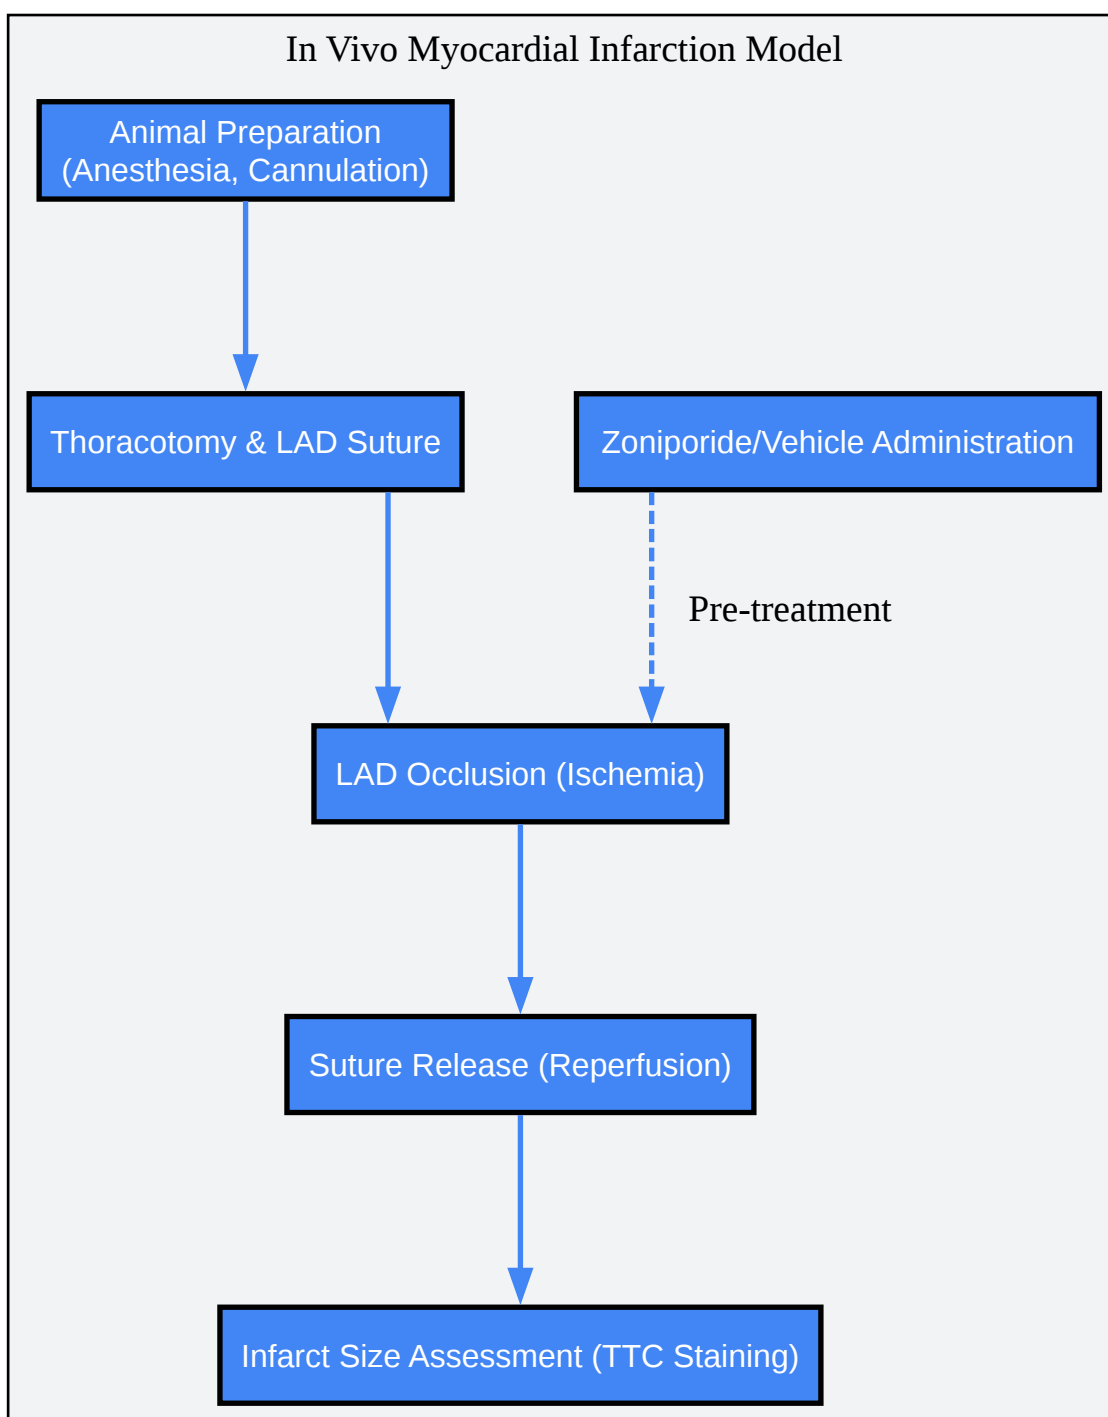 In Vivo Myocardial Infarction Model
Animal Preparation
(Anesthesia, Cannulation)
Thoracotomy & LAD Suture
Zoniporide/Vehicle Administration
Pre-treatment
LAD Occlusion (Ischemia)
Suture Release (Reperfusion)
Infarct Size Assessment (TTC Staining)